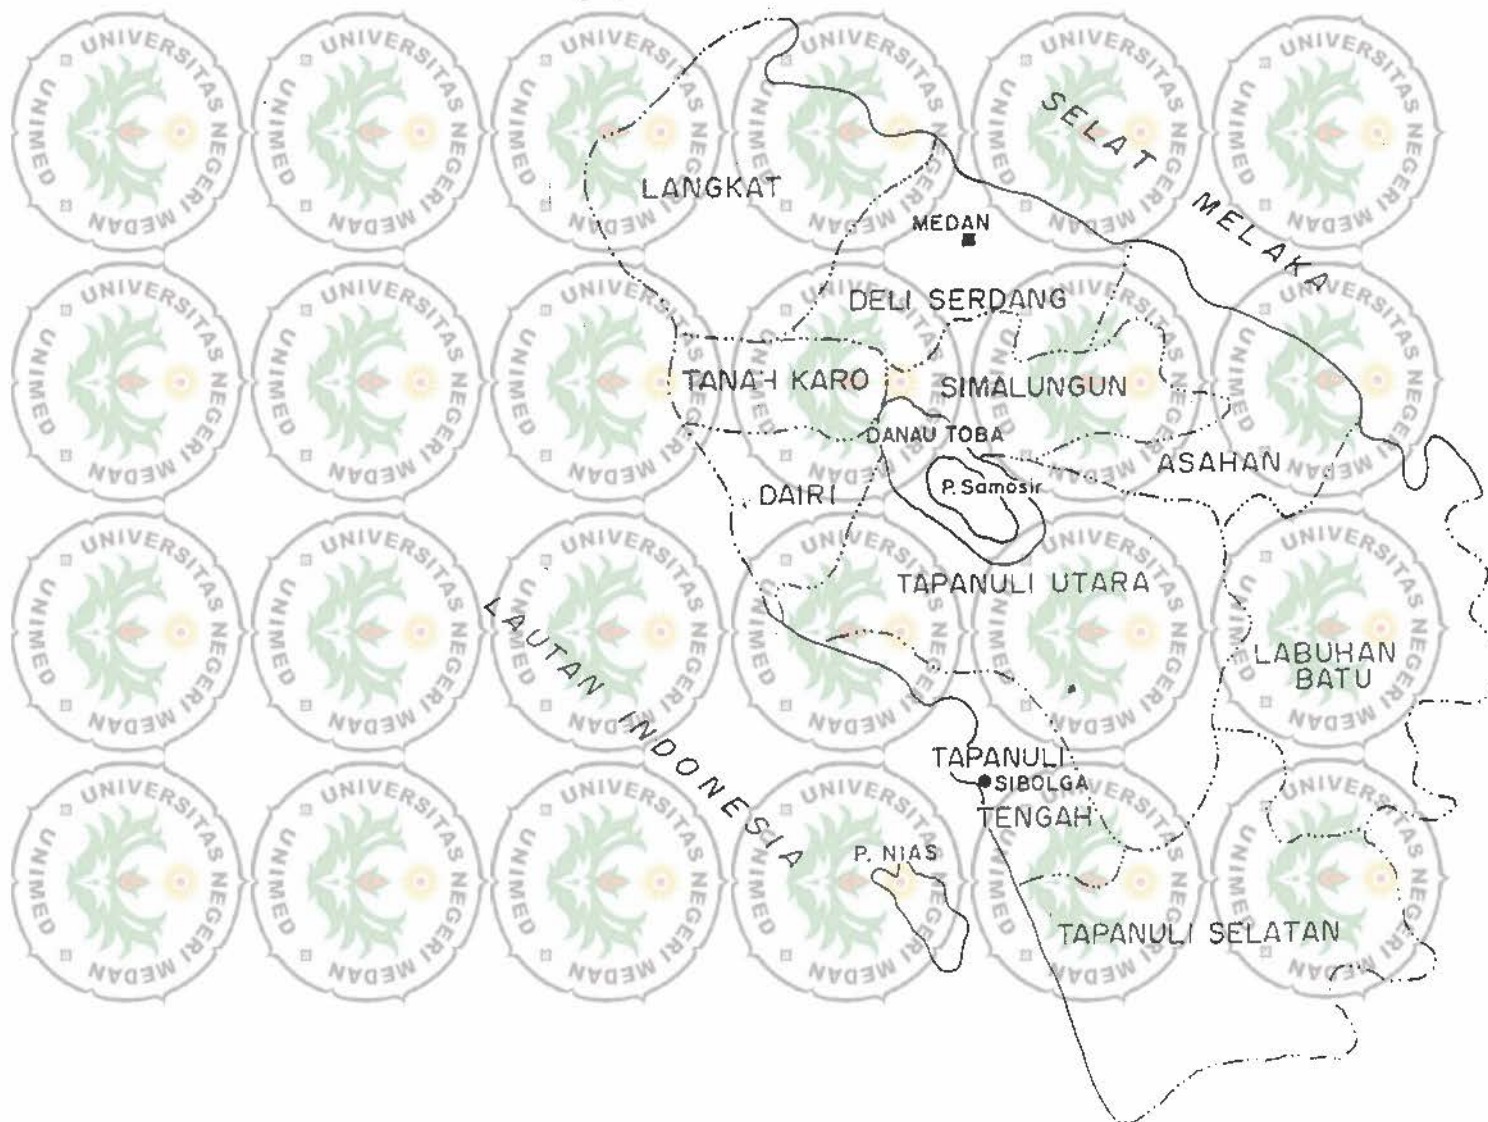 SELAT MELAKA
LANGKAT
MEDAN
DELI SERDANG
TANAH KARO
SIMALUNGUN
DANAU TOBA
ASAHAN
P. Samosir
DAIRI
TAPANULI UTARA
LAUTAN INDONESIA
LABUHAN
BATU
TAPANULI
SIBOLGA
TENGAH
P. NIAS
TAPANULI SELATAN
UNIVERSITAS NEGERI MEDAN
UNIMED